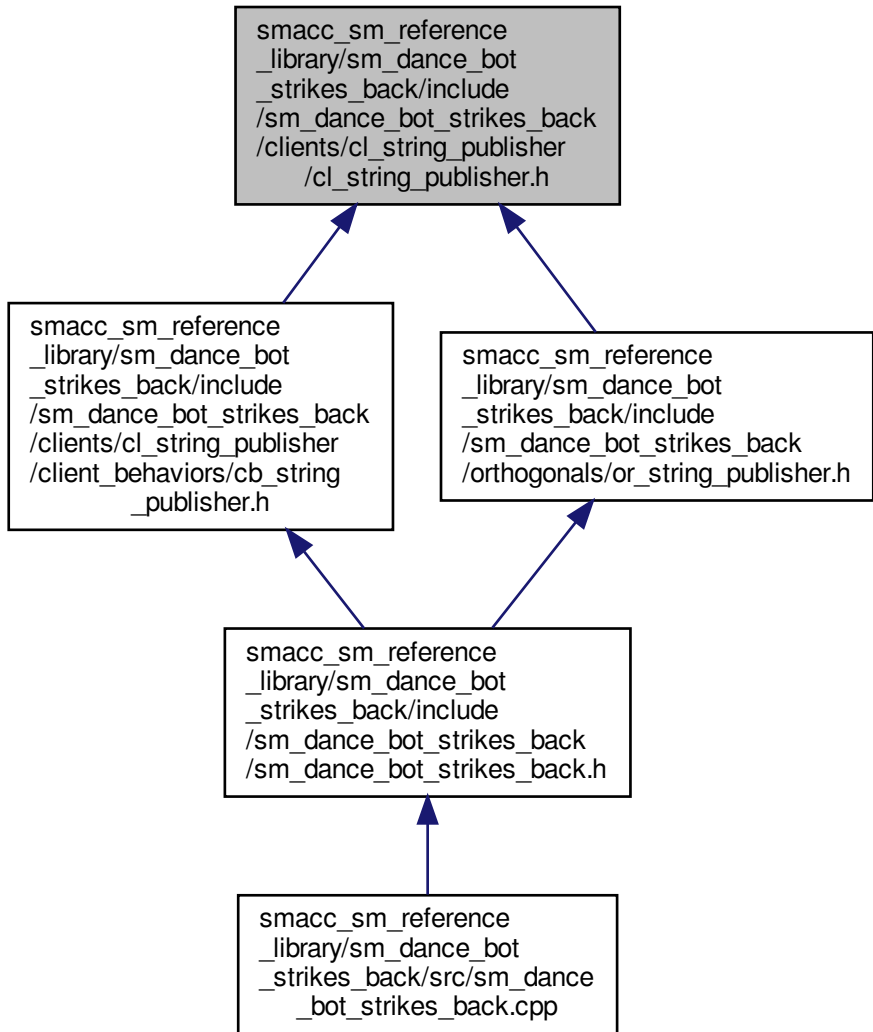 smacc_sm_reference
_library/sm_dance_bot
_strikes_back/include
/sm_dance_bot_strikes_back
/clients/cl_string_publisher
/cl_string_publisher.h
smacc_sm_reference
_library/sm_dance_bot
_strikes_back/include
/sm_dance_bot_strikes_back
/clients/cl_string_publisher
/client_behaviors/cb_string
_publisher.h
smacc_sm_reference
_library/sm_dance_bot
_strikes_back/include
/sm_dance_bot_strikes_back
/orthogonals/or_string_publisher.h
smacc_sm_reference
_library/sm_dance_bot
_strikes_back/include
/sm_dance_bot_strikes_back
/sm_dance_bot_strikes_back.h
smacc_sm_reference
_library/sm_dance_bot
_strikes_back/src/sm_dance
_bot_strikes_back.cpp